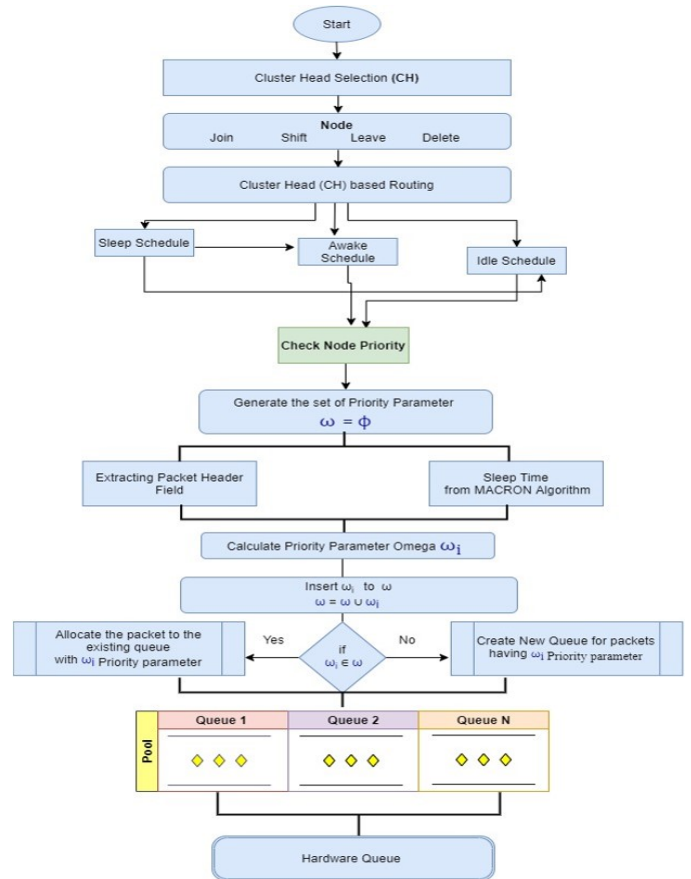 Start
Cluster Head Selection (CH)
Node
Join Shift Leave Delete
Cluster Head (CH) based Routing
Sleep Schedule
Awake
Schedule
Idle Schedule
Check Node Priority
Generate the set of Priority Parameter
ω = ϕ
Extracting Packet Header
Field
Sleep Time
from MACRON Algorithm
Calculate Priority Parameter Omega ωi
Insert ωi to ω
ω = ω ∪ ωi
Allocate the packet to the
existing queue
with ωi Priority parameter
Yes
if
ωi ∈ ω
No
Create New Queue for packets
having ωi Priority parameter
Pool
Queue 1
Queue 2
Queue N
Hardware Queue